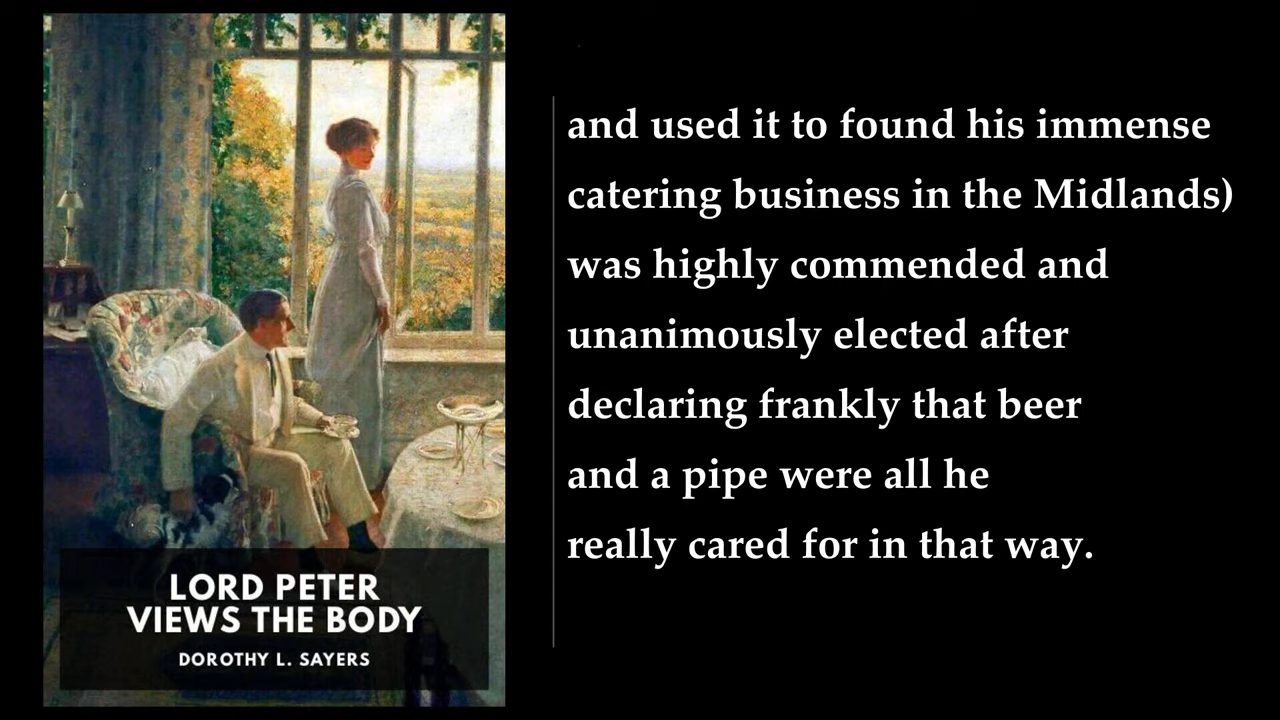 and used it to found his immense
catering business in the Midlands)
was highly commended and
unanimously elected after
declaring frankly that beer
and a pipe were all he
really cared for in that way.
LORD PETER
VIEWS THE BODY
DOROTHY L. SAYERS